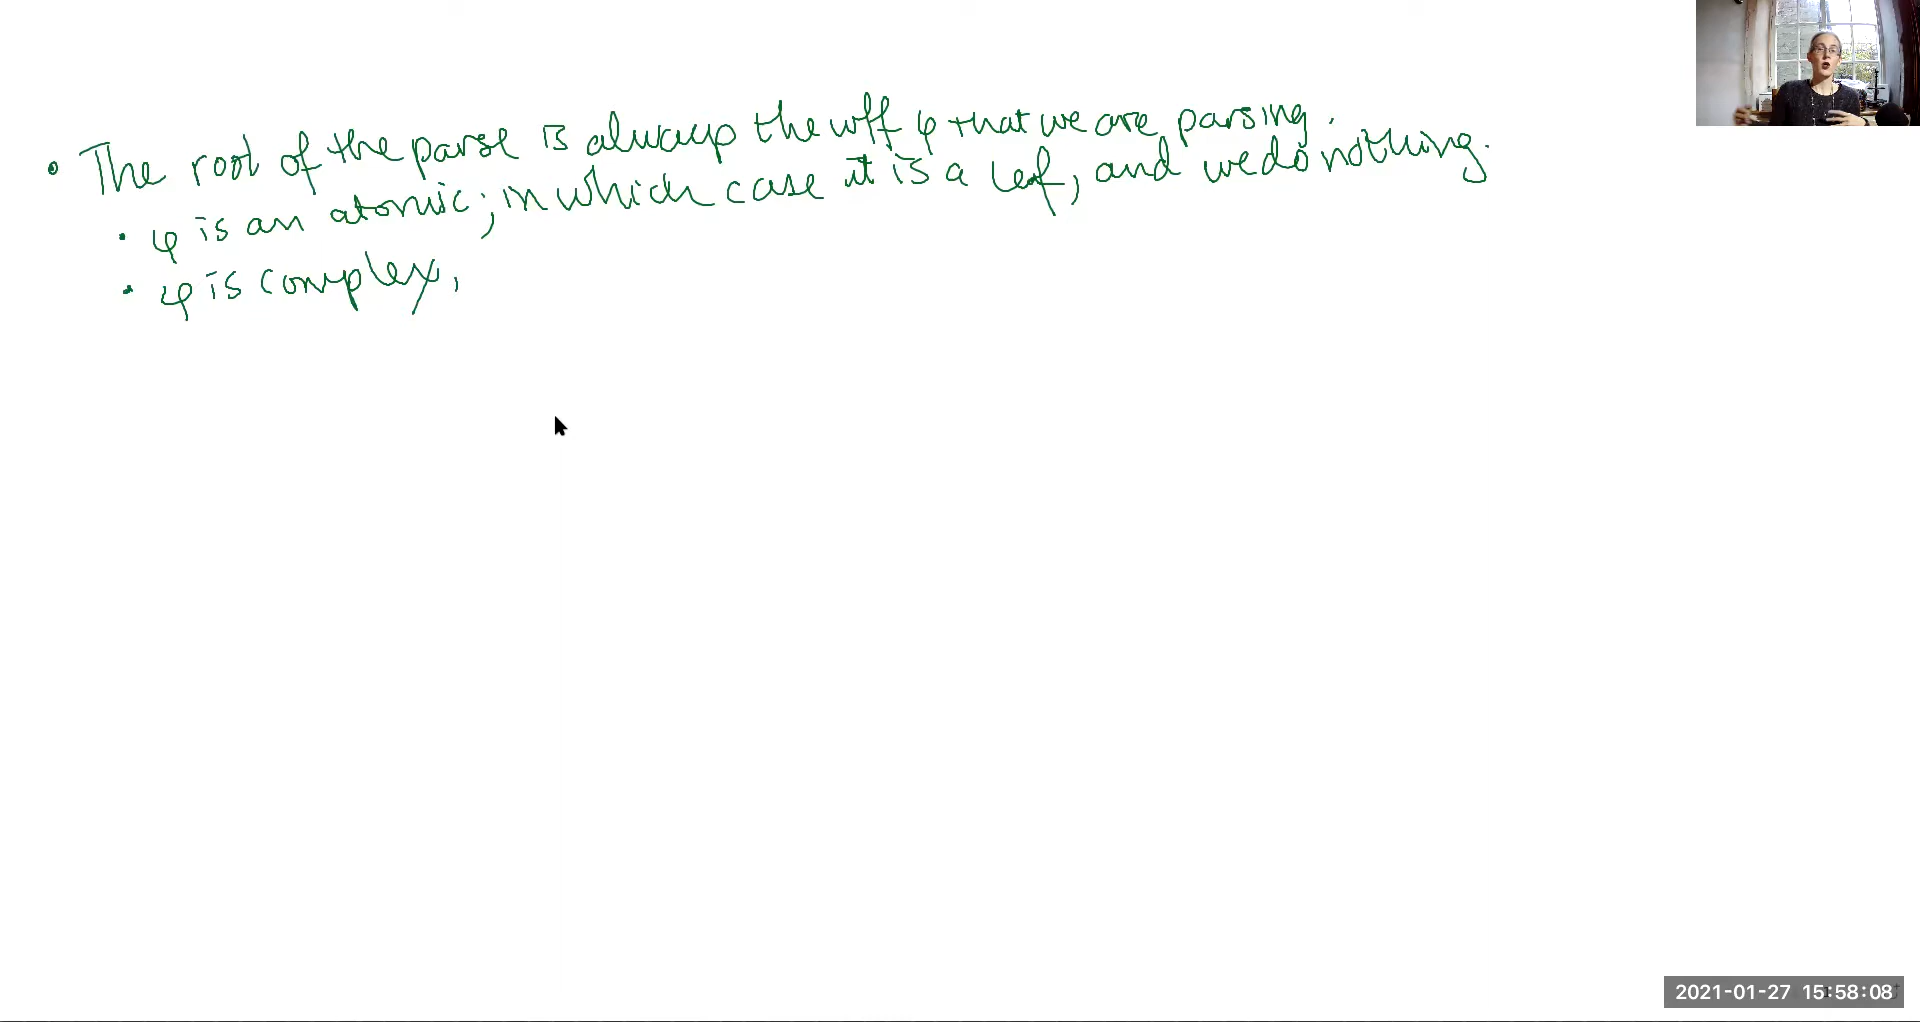 • The root of the parse is always the wff φ that we are parsing.
• φ is an atomic; in which case it is a leaf, and we do nothing.
• φ is complex,
2021-01-27 15:58:08